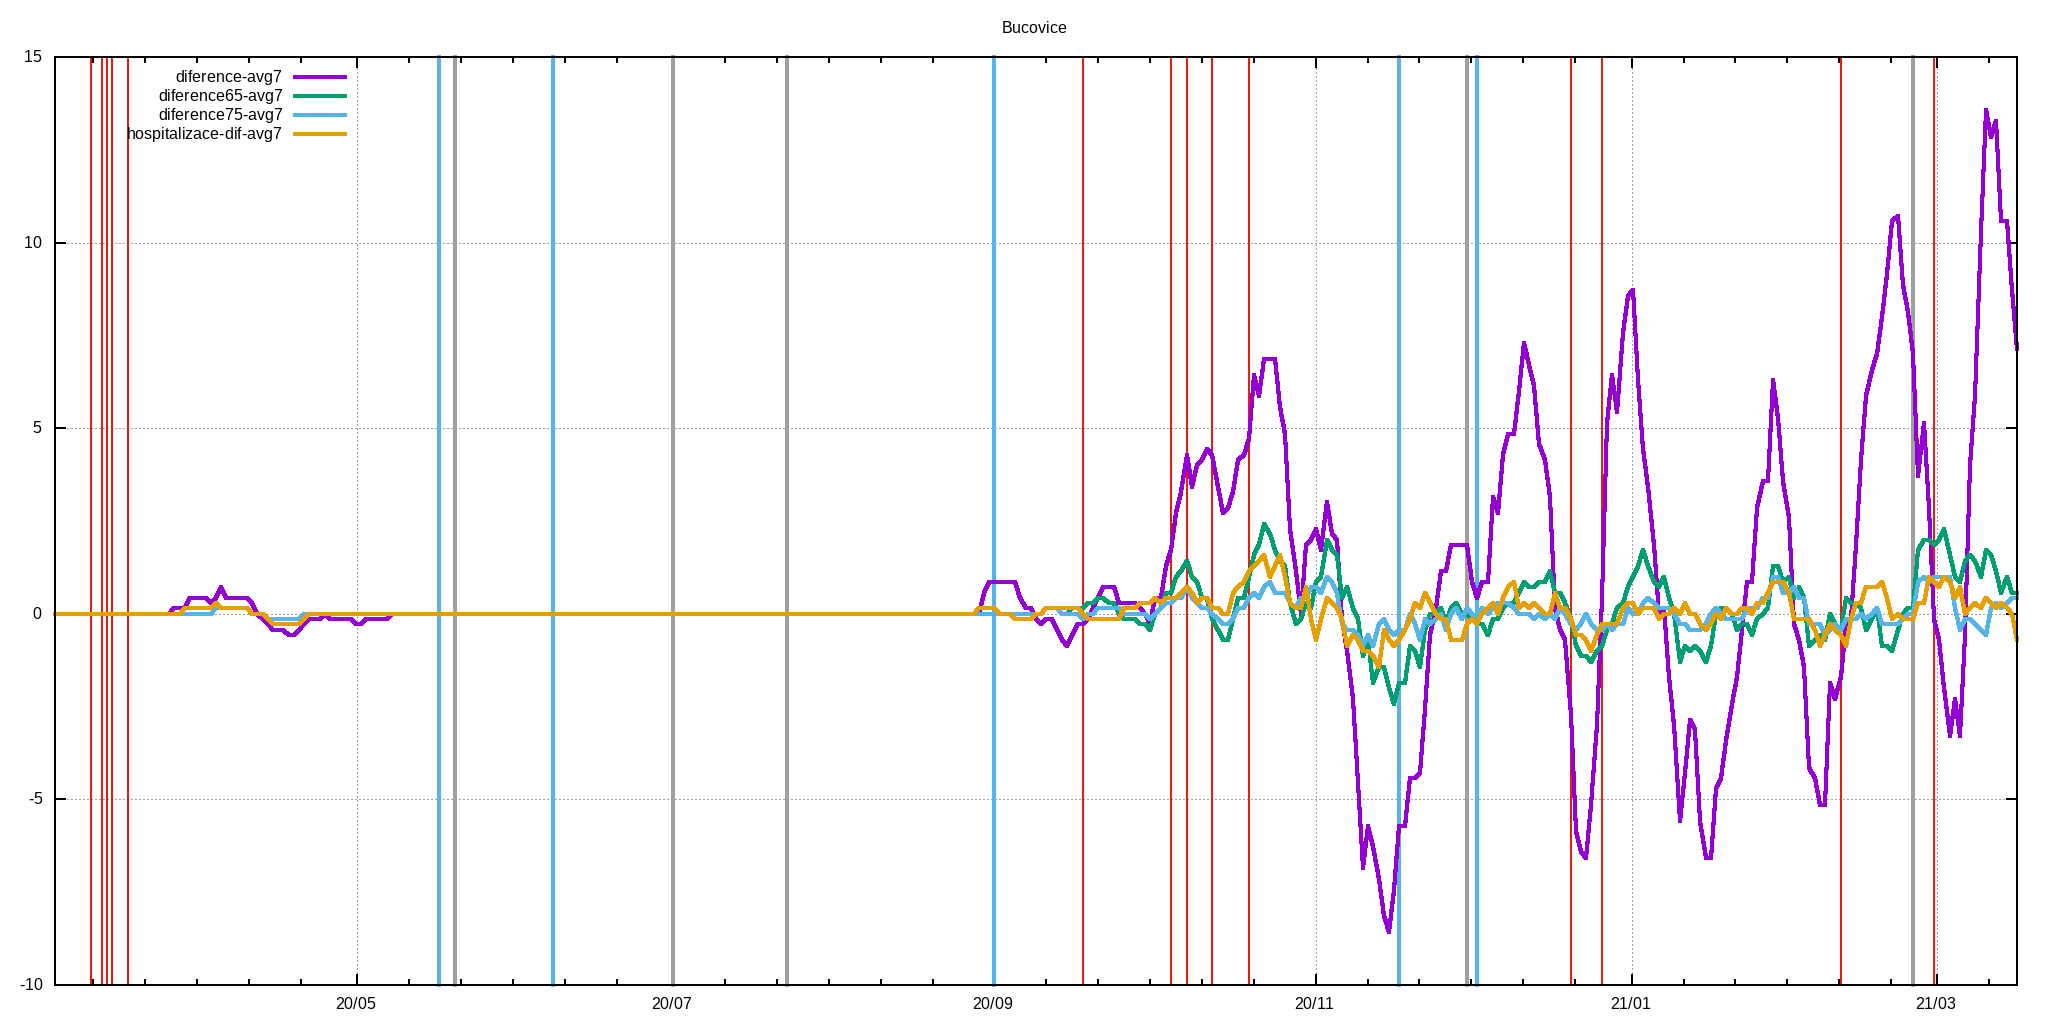 Bucovice
15
diference-avg7
diference65-avg7
diference75-avg7
hospitalizace-dif-avg7
10
5
0
-5
-10
20/05
20/07
20/09
20/11
21/01
21/03